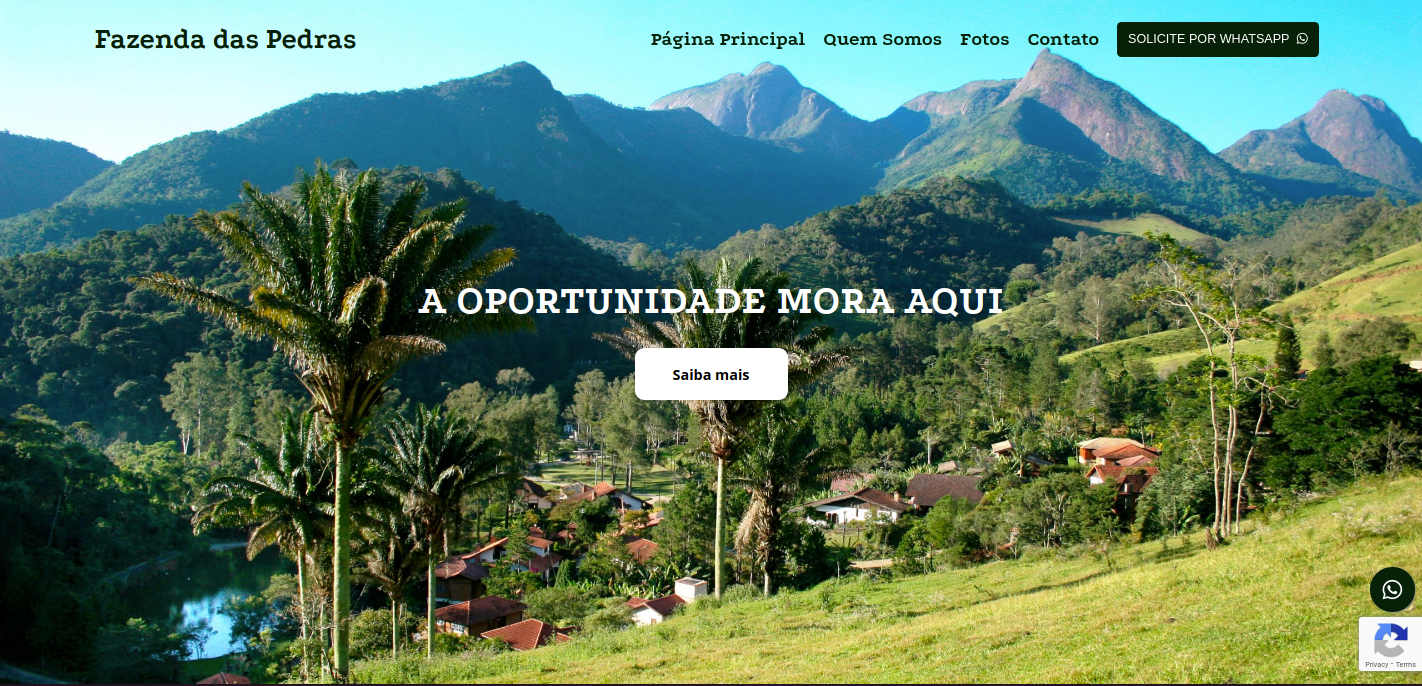 Fazenda das Pedras
Página Principal Quem Somos Fotos Contato SOLICITE POR WHATSAPP
A OPORTUNIDADE MORA AQUI
Saiba mais
Privacy - Terms